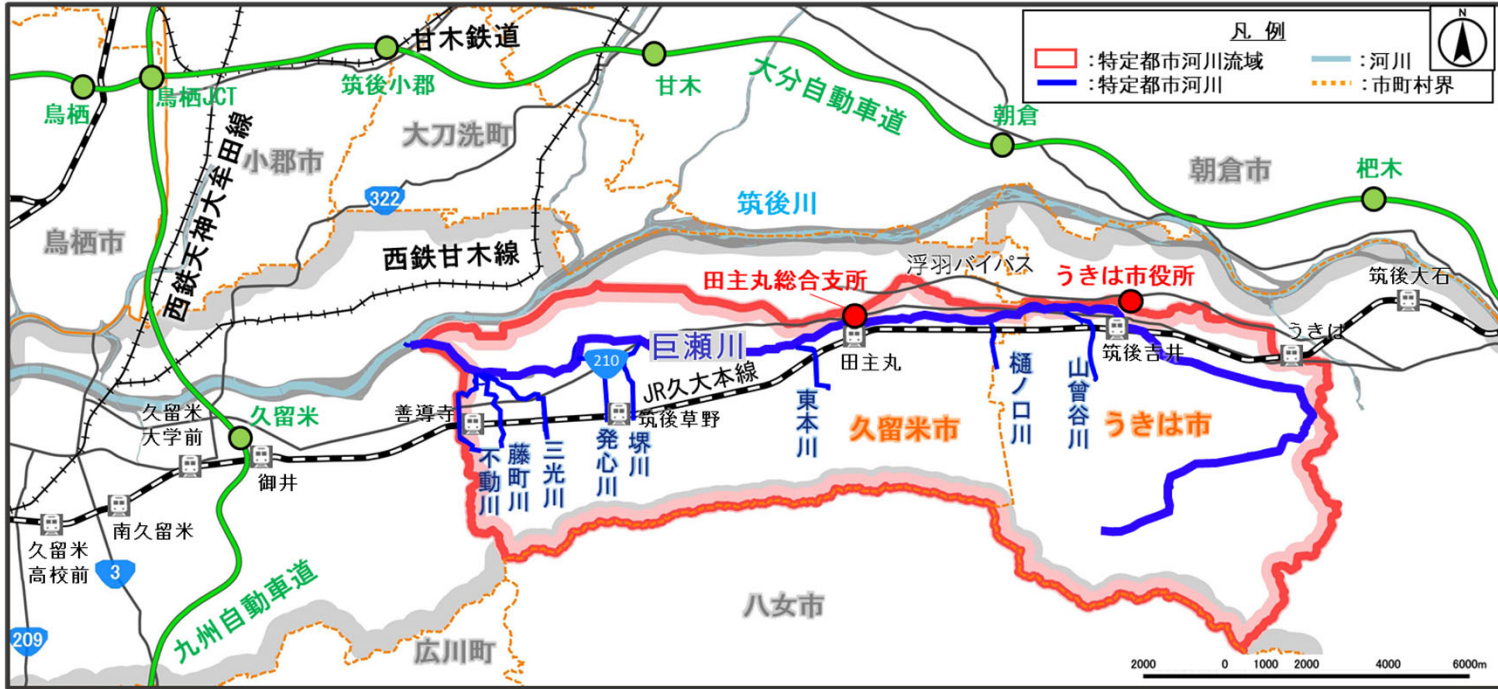 凡 例
:特定都市河川流域
:河川
:特定都市河川
:市町村界
N
甘木鉄道
鳥栖
鳥栖JCT
筑後小郡
甘木
大分自動車道
朝倉
朝倉市
杷木
大刀洗町
小郡市
322
西鉄天神大牟田線
鳥栖市
筑後川
西鉄甘木線
浮羽バイパス
田主丸総合支所
うきは市役所
筑後大石
うきは
巨瀬川
210
田主丸
筑後吉井
JR久大本線
善導寺
筑後草野
久留米
大学前
久留米
御井
南久留米
久留米
高校前
不動川
藤町川
三光川
発心川
堺川
東本川
久留米市
樋ノ口川
山曾谷川
うきは市
3
209
九州自動車道
広川町
八女市
2000
0
1000
2000
4000
6000m